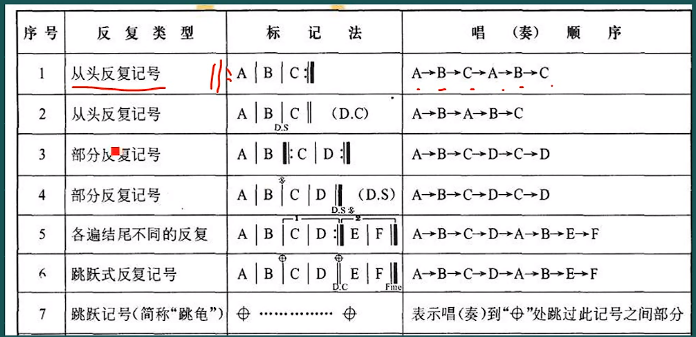 序号 反复类型 标记法 唱（奏）顺序
1 从头反复记号 A B C A→B→C→A→B→C
2 从头反复记号 A B C （D.C） A→B→A→B→C
D.S
3 部分反复记号 A B C D A→B→C→D→C→D
4 部分反复记号 A B C D （D.S） A→B→C→D→C→D
D.S
5 各遍结尾不同的反复 A B C D E F A→B→C→D→A→B→E→F
1 2
6 跳跃式反复记号 A B C D E F A→B→C→D→A→B→E→F
D.C Fine
7 跳跃记号(简称“跳龟”) ⊕ …………… ⊕ 表示唱(奏)到“⊕”处跳过此记号之间部分